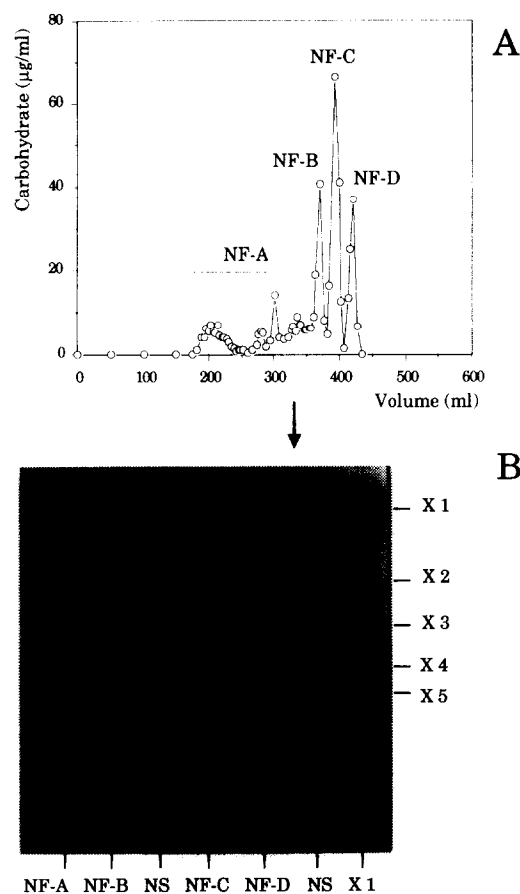 A
Carbohydrate (µg/ml)
80
60
40
20
0
NF-A
NF-B
NF-C
NF-D
0 100 200 300 400 500 600
Volume (ml)
B
X 1
X 2
X 3
X 4
X 5
NF-A NF-B NS NF-C NF-D NS X 1